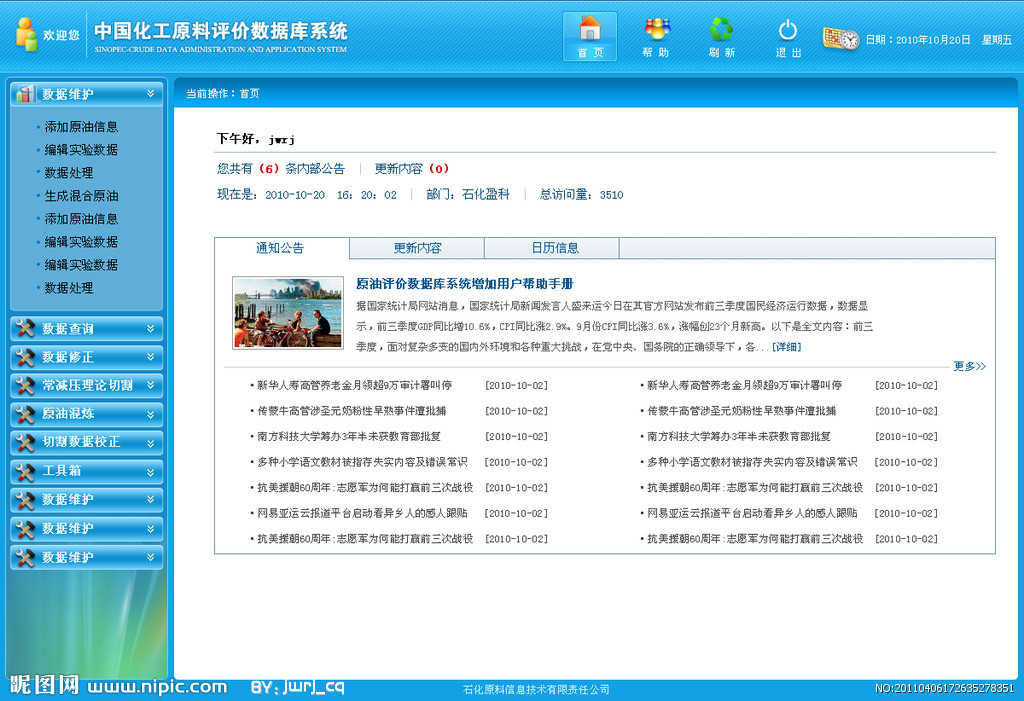 欢迎您
中国化工原料评价数据库系统
SINOPEC-CRUDE DATA ADMINISTRATION AND APPLICATION SYSTEM
首 页
帮 助
刷 新
退 出
日期：2010年10月20日 星期五
数据维护
添加原油信息
编辑实验数据
数据处理
生成混合原油
添加原油信息
编辑实验数据
编辑实验数据
数据处理
数据查询
数据修正
常减压理论切割
原油混炼
切割数据校正
工具箱
数据维护
数据维护
数据维护
当前操作：首页
下午好，jwrj
您共有（6）条内部公告 更新内容（0）
现在是：2010-10-20 16：20：02 部门：石化盈科 总访问量：3510
通知公告 更新内容 日历信息
原油评价数据库系统增加用户帮助手册
据国家统计局网站消息，国家统计局新闻发言人盛来运今日在其官方网站发布前三季度国民经济运行数据，数据显
示，前三季度GDP同比增10.6%，CPI同比涨2.9%。9月份CPI同比涨3.6%，涨幅创23个月新高。以下是全文内容：前三
季度，面对复杂多变的国内外环境和各种重大挑战，在党中央、国务院的正确领导下，各...[详细]
更多>>
新华人寿高管养老金月领超9万审计署叫停 [2010-10-02] 新华人寿高管养老金月领超9万审计署叫停 [2010-10-02]
传蒙牛高管涉圣元奶粉性早熟事件遭批捕 [2010-10-02] 传蒙牛高管涉圣元奶粉性早熟事件遭批捕 [2010-10-02]
南方科技大学筹办3年半未获教育部批复 [2010-10-02] 南方科技大学筹办3年半未获教育部批复 [2010-10-02]
多种小学语文教材被指存失实内容及错误常识 [2010-10-02] 多种小学语文教材被指存失实内容及错误常识 [2010-10-02]
抗美援朝60周年:志愿军为何能打赢前三次战役 [2010-10-02] 抗美援朝60周年:志愿军为何能打赢前三次战役 [2010-10-02]
网易亚运云报道平台启动看异乡人的感人跟贴 [2010-10-02] 网易亚运云报道平台启动看异乡人的感人跟贴 [2010-10-02]
抗美援朝60周年:志愿军为何能打赢前三次战役 [2010-10-02] 抗美援朝60周年:志愿军为何能打赢前三次战役 [2010-10-02]
昵图网 www.nipic.com BY: jwrj_cq
石化原料信息技术有限责任公司
NO:20110406172635278351